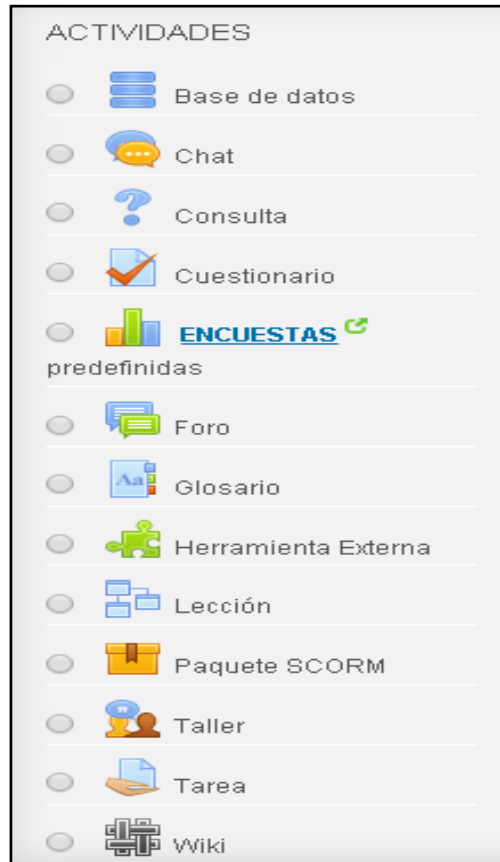 ACTIVIDADES
Base de datos
Chat
Consulta
Cuestionario
ENCUESTAS
predefinidas
Foro
Glosario
Herramienta Externa
Lección
Paquete SCORM
Taller
Tarea
Wiki